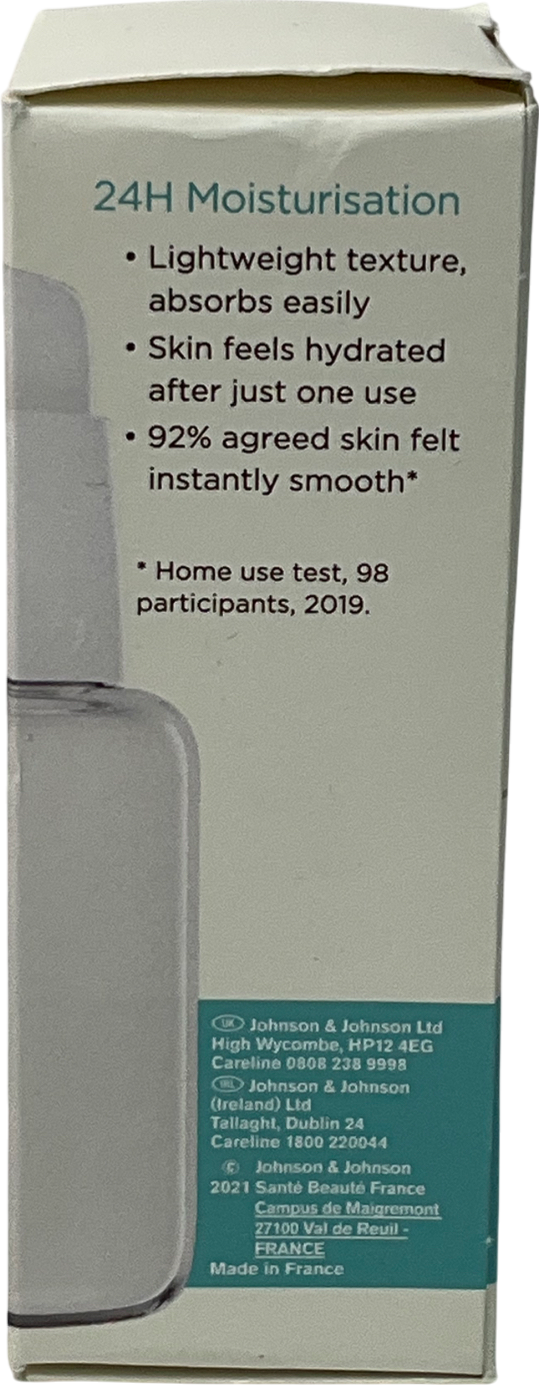 24H Moisturisation
• Lightweight texture,
absorbs easily
• Skin feels hydrated
after just one use
• 92% agreed skin felt
instantly smooth*
* Home use test, 98
participants, 2019.
UK Johnson & Johnson Ltd
High Wycombe, HP12 4EG
Careline 0808 238 9998
IRL Johnson & Johnson
(Ireland) Ltd
Tallaght, Dublin 24
Careline 1800 220044
© Johnson & Johnson
2021 Santé Beauté France
Campus de Maigremont
27100 Val de Reuil -
FRANCE
Made in France